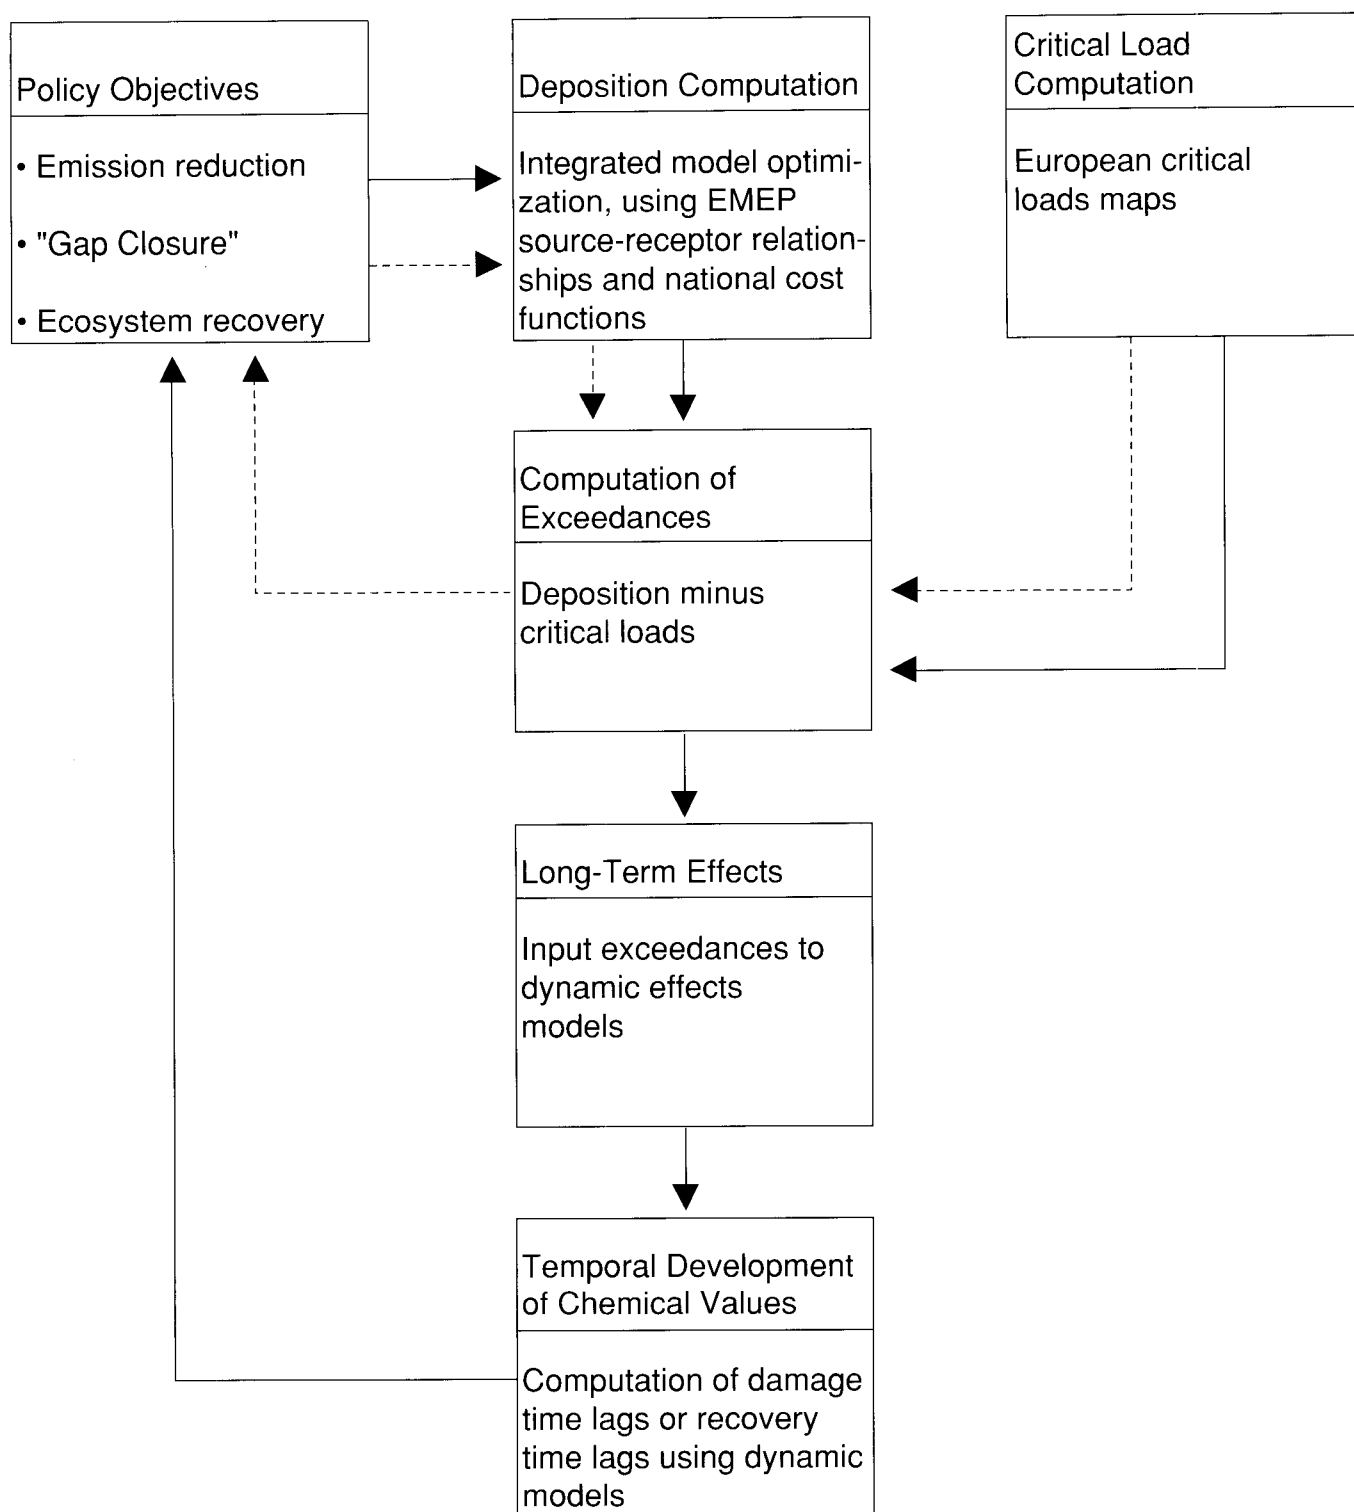 Policy Objectives
• Emission reduction
• "Gap Closure"
• Ecosystem recovery
Deposition Computation
Integrated model optimi-
zation, using EMEP
source-receptor relation-
ships and national cost
functions
Critical Load
Computation
European critical
loads maps
Computation of
Exceedances
Deposition minus
critical loads
Long-Term Effects
Input exceedances to
dynamic effects
models
Temporal Development
of Chemical Values
Computation of damage
time lags or recovery
time lags using dynamic
models